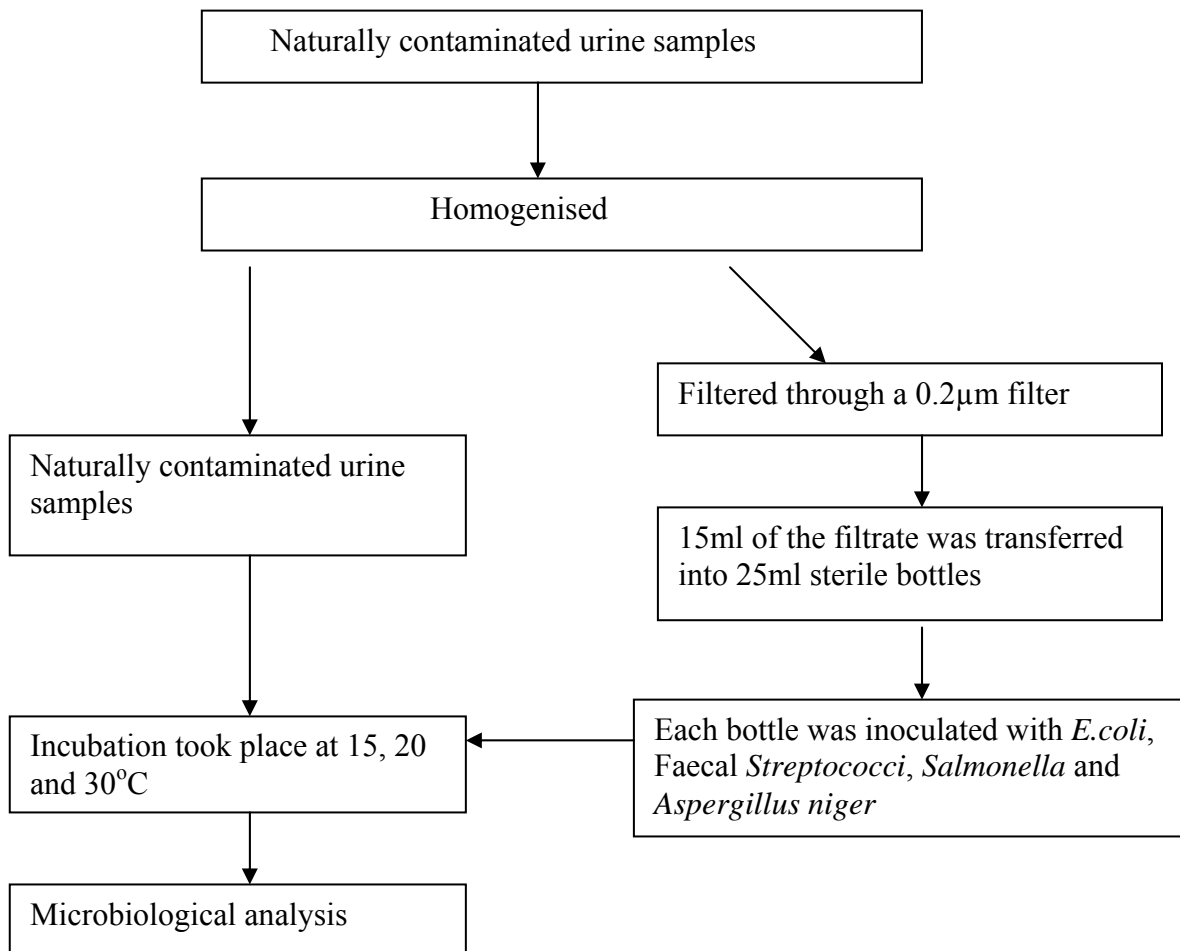 Naturally contaminated urine samples
Homogenised
Filtered through a 0.2µm filter
Naturally contaminated urine
samples
15ml of the filtrate was transferred
into 25ml sterile bottles
Incubation took place at 15, 20
and 30°C
Each bottle was inoculated with E.coli,
Faecal Streptococci, Salmonella and
Aspergillus niger
Microbiological analysis